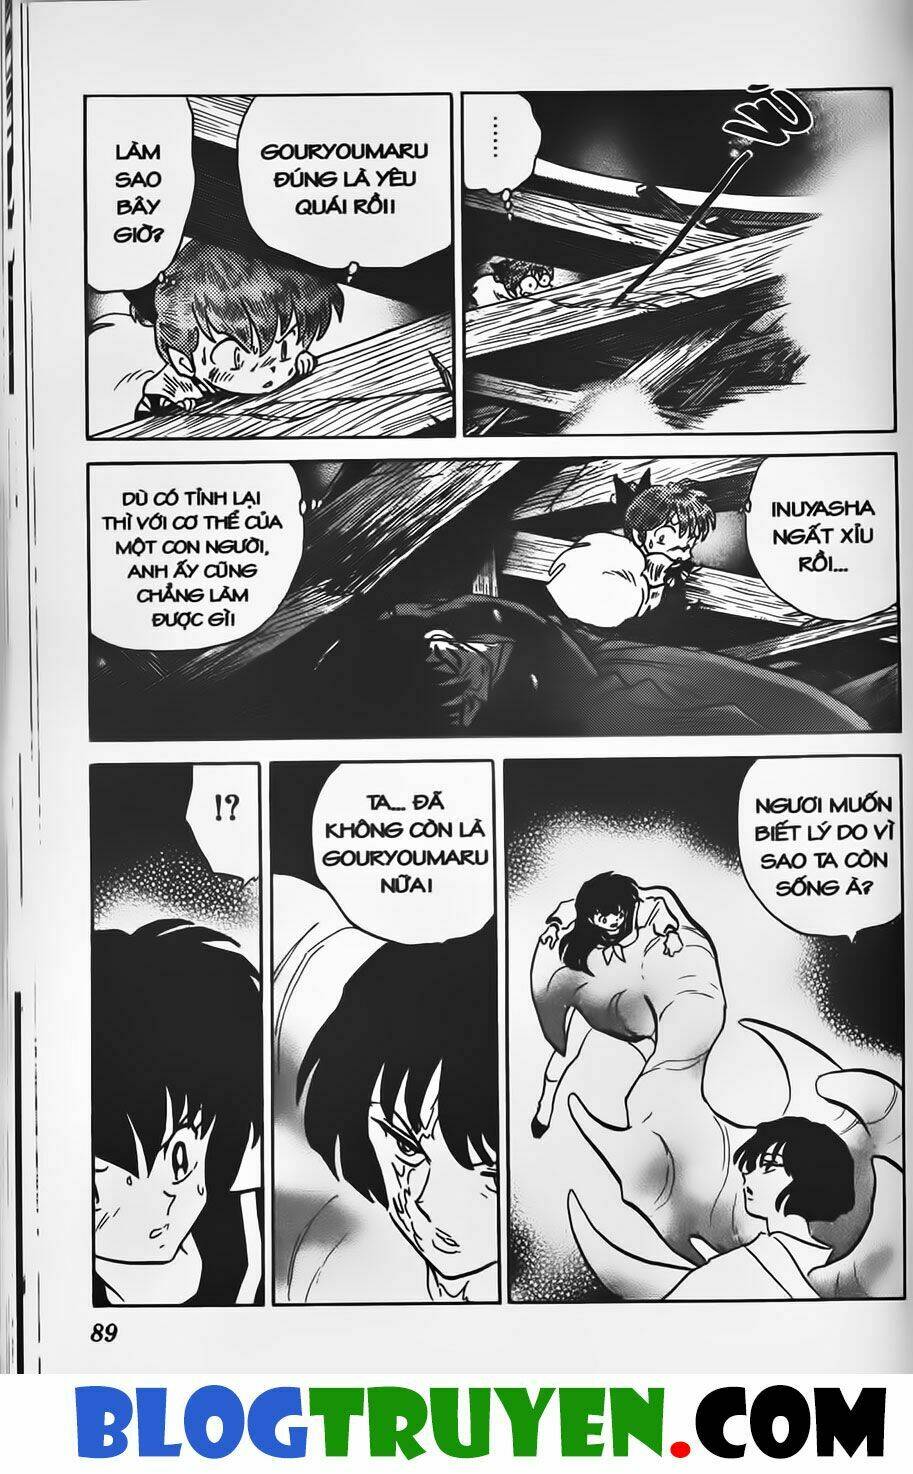 VÙ
........
GOURYOUMARU
ĐÚNG LÀ YÊU
QUÁI RỒI!
LÀM
SAO
BÂY
GIỜ?
INUYASHA
NGẤT XỈU
RỒI...
DÙ CÓ TỈNH LẠI
THÌ VỚI CƠ THỂ CỦA
MỘT CON NGƯỜI,
ANH ẤY CŨNG
CHẲNG LÀM
ĐƯỢC GÌ!
NGƯƠI MUỐN
BIẾT LÝ DO VÌ
SAO TA CÒN
SỐNG À?
TA... ĐÃ
KHÔNG CÒN LÀ
GOURYOUMARU
NỮA!
!?
89
BLOGTRUYEN.COM